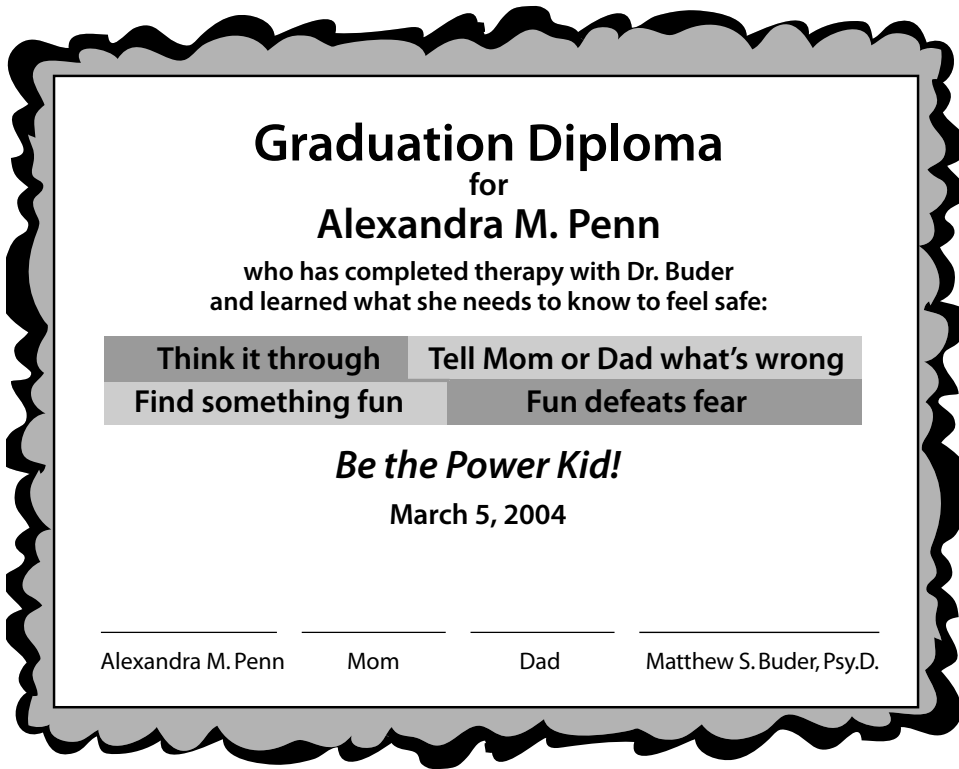 Graduation Diploma
for
Alexandra M. Penn
who has completed therapy with Dr. Buder
and learned what she needs to know to feel safe:
Think it through Tell Mom or Dad what's wrong
Find something fun Fun defeats fear
Be the Power Kid!
March 5, 2004
Alexandra M. Penn Mom Dad Matthew S. Buder, Psy.D.